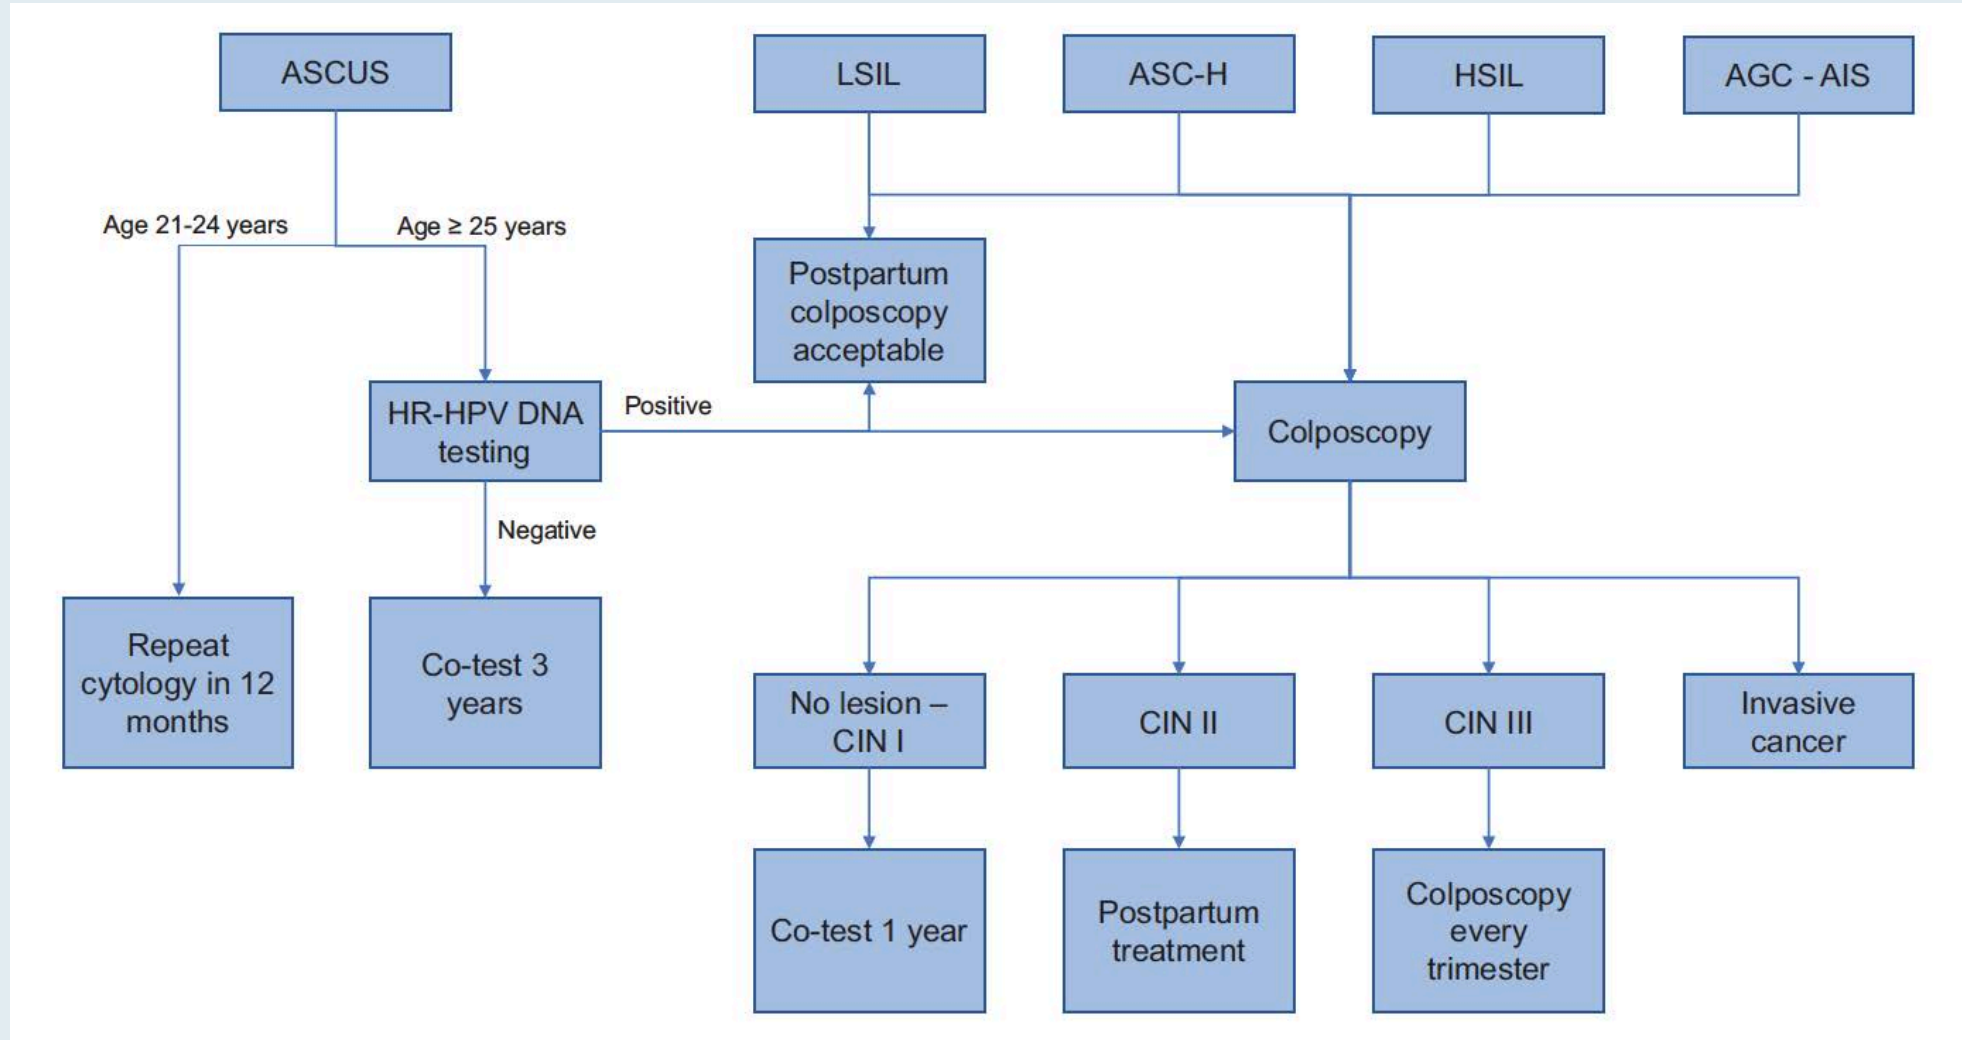 ASCUS
LSIL
ASC-H
HSIL
AGC - AIS
Age 21-24 years
Age ≥ 25 years
Postpartum
colposcopy
acceptable
HR-HPV DNA
testing
Positive
Colposcopy
Negative
Repeat
cytology in 12
months
Co-test 3
years
No lesion –
CIN I
CIN II
CIN III
Invasive
cancer
Co-test 1 year
Postpartum
treatment
Colposcopy
every
trimester